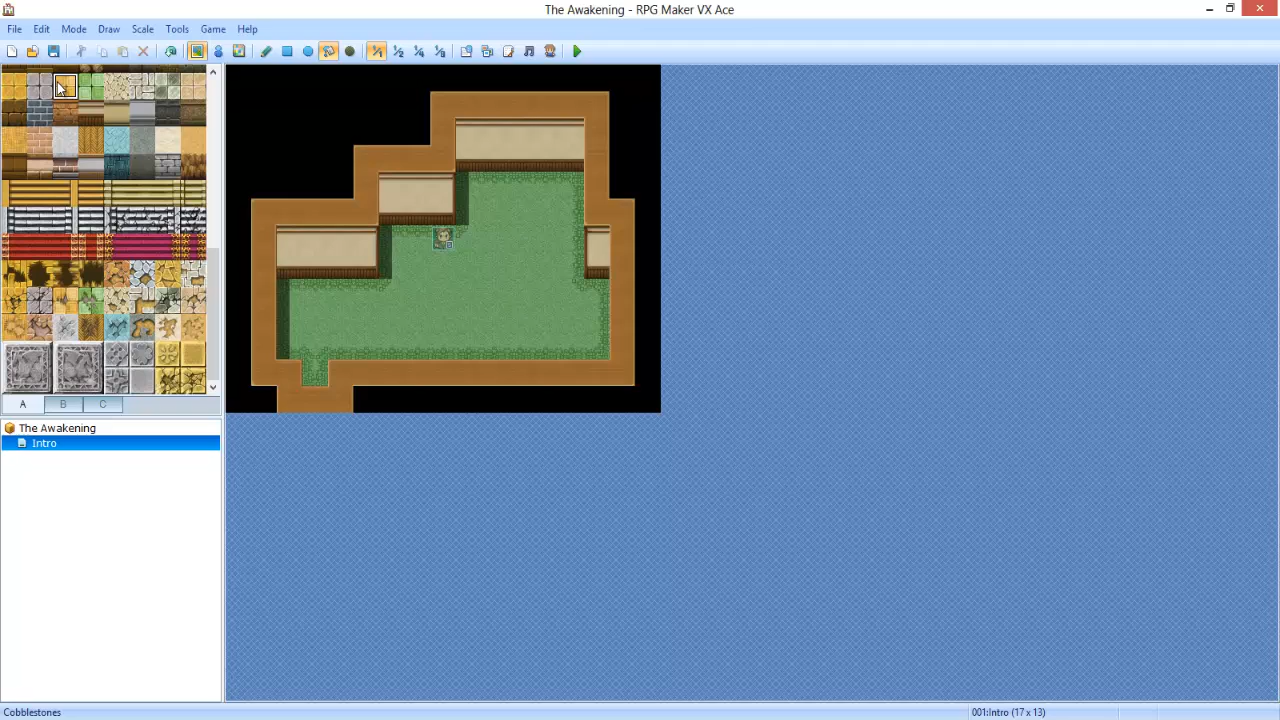 The Awakening - RPG Maker VX Ace
File Edit Mode Draw Scale Tools Game Help
A B C
The Awakening
Intro
Cobblestones
001:Intro (17 x 13)